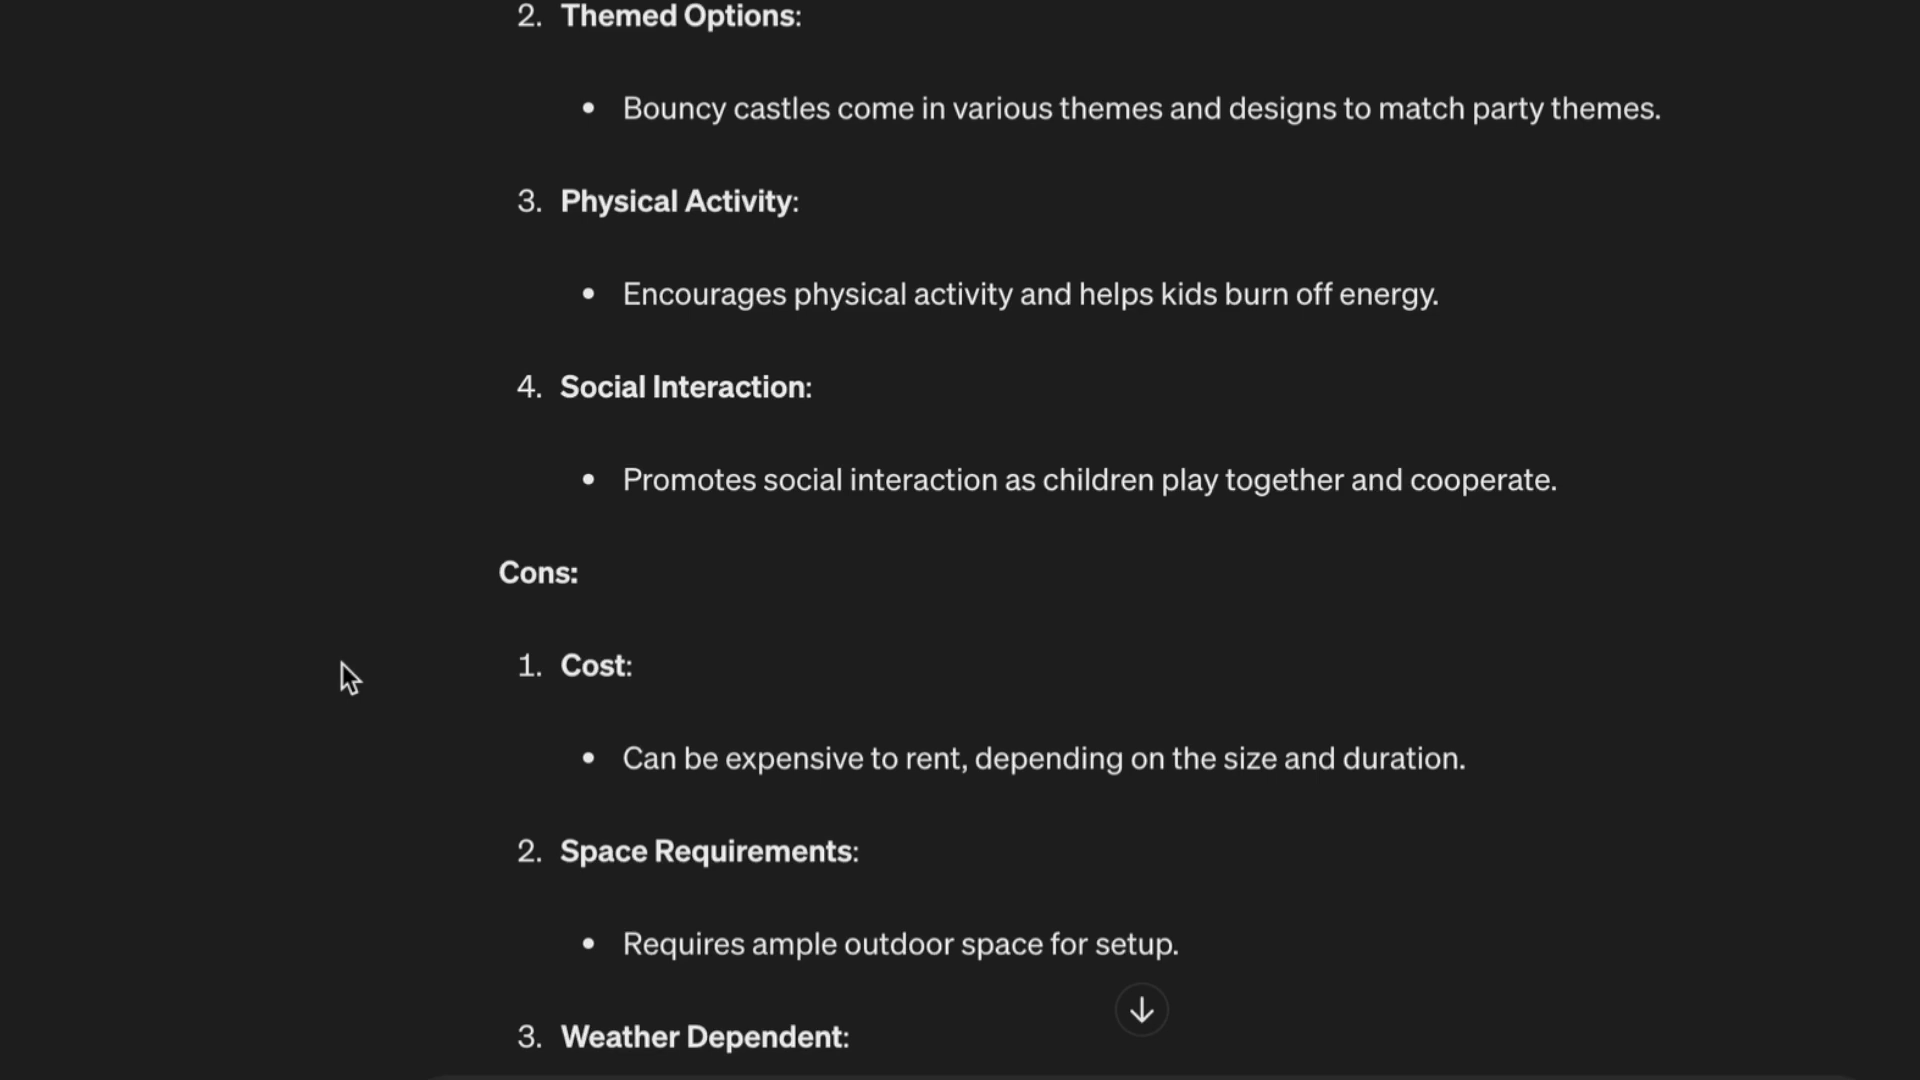 2. Themed Options:
• Bouncy castles come in various themes and designs to match party themes.
3. Physical Activity:
• Encourages physical activity and helps kids burn off energy.
4. Social Interaction:
• Promotes social interaction as children play together and cooperate.
Cons:
1. Cost:
• Can be expensive to rent, depending on the size and duration.
2. Space Requirements:
• Requires ample outdoor space for setup.
3. Weather Dependent: